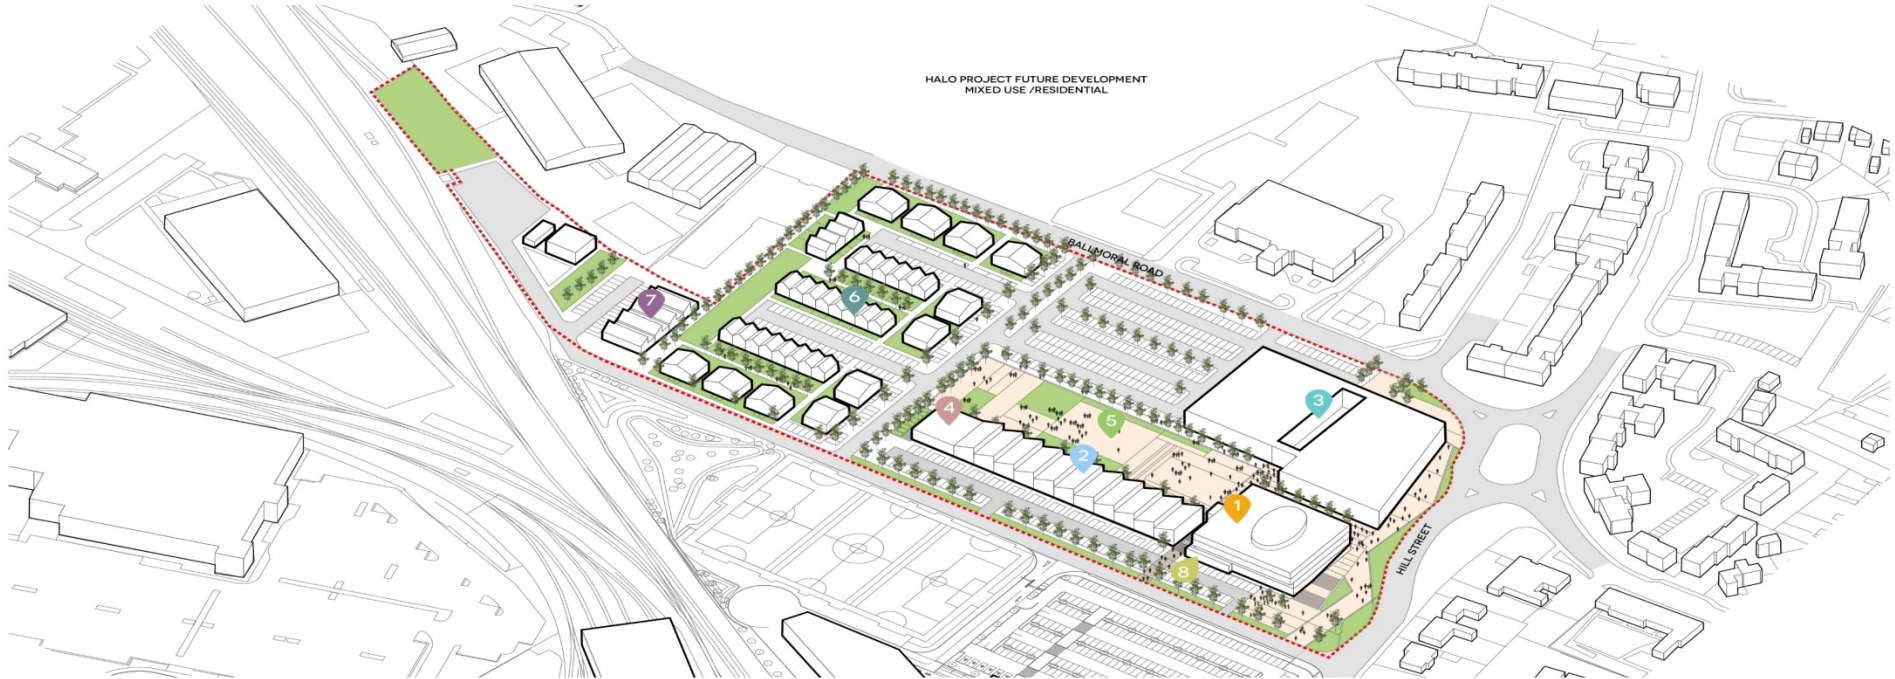 HALO PROJECT FUTURE DEVELOPMENT
MIXED USE /RESIDENTIAL
BALLMORAL ROAD
7
6
3
4
5
2
1
HILL STREET
8